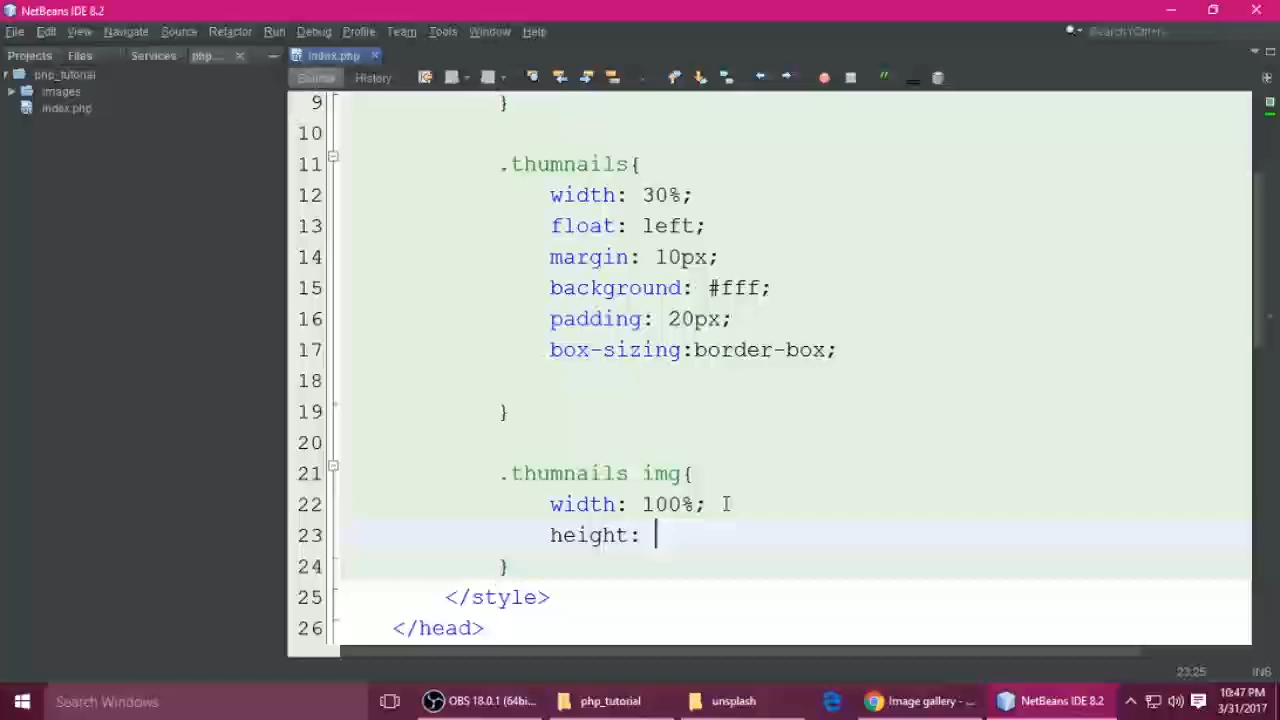 NetBeans IDE 8.2
File Edit View Navigate Source Refactor Run Debug Profile Team Tools Window Help
Search (Ctrl+I)
Projects Files Services php...
index.php
Source History
php_tutorial
images
index.php
9 }
10
11 .thumnails{
12 width: 30%;
13 float: left;
14 margin: 10px;
15 background: #fff;
16 padding: 20px;
17 box-sizing:border-box;
18
19 }
20
21 .thumnails img{
22 width: 100%;
23 height:
24 }
25 </style>
26 </head>
23:25 INS
Search Windows
OBS 18.0.1 (64bi...
php_tutorial
unsplash
Image gallery - ...
NetBeans IDE 8.2
10:47 PM
3/31/2017